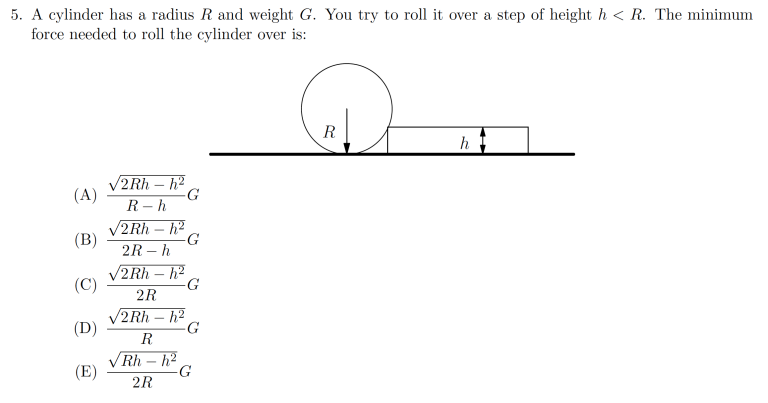 5. A cylinder has a radius R and weight G. You try to roll it over a step of height h < R. The minimum
force needed to roll the cylinder over is:
R
h
(A) \frac{\sqrt{2Rh − h^2}}{R − h}G
(B) \frac{\sqrt{2Rh − h^2}}{2R − h}G
(C) \frac{\sqrt{2Rh − h^2}}{2R}G
(D) \frac{\sqrt{2Rh − h^2}}{R}G
(E) \frac{\sqrt{Rh − h^2}}{2R}G